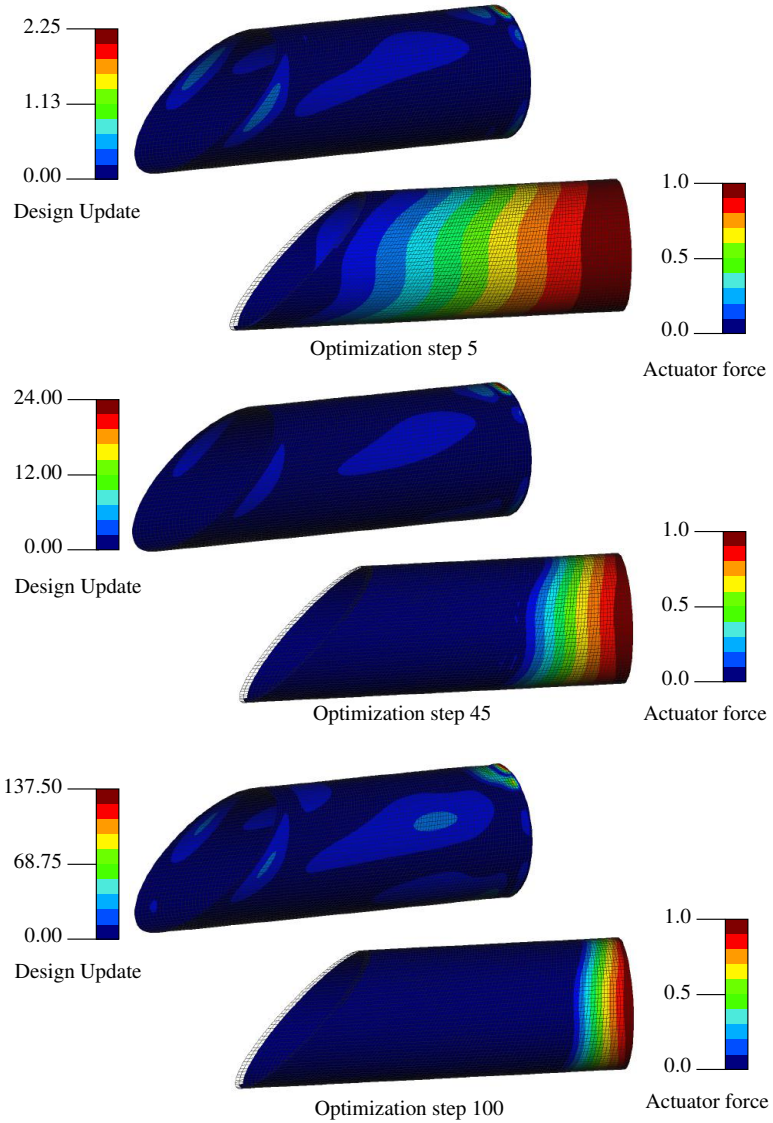 2.25
1.13
0.00
Design Update
1.0
0.5
0.0
Actuator force
Optimization step 5
24.00
12.00
0.00
Design Update
1.0
0.5
0.0
Actuator force
Optimization step 45
137.50
68.75
0.00
Design Update
1.0
0.5
0.0
Actuator force
Optimization step 100